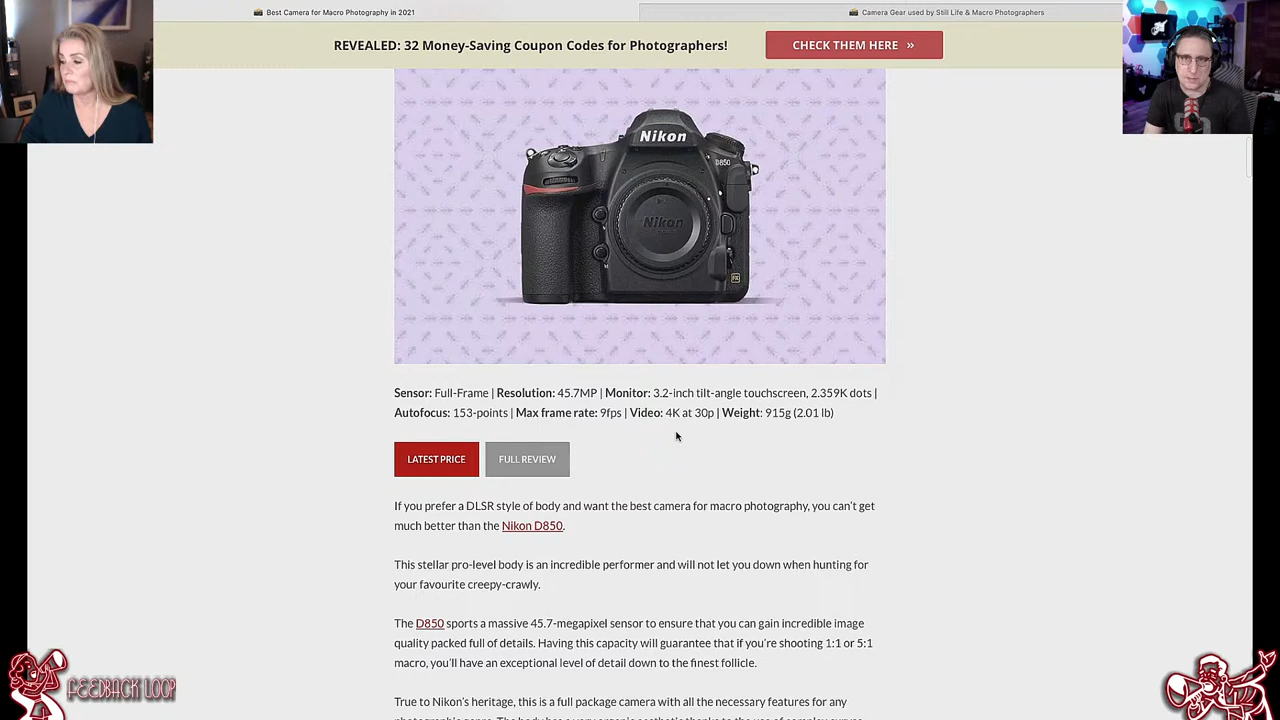 📸 Best Camera for Macro Photography in 2021
📸 Camera Gear used by Still Life & Macro Photographers
REVEALED: 32 Money-Saving Coupon Codes for Photographers!
CHECK THEM HERE »
Nikon
D850
Nikon
FX
Sensor: Full-Frame | Resolution: 45.7MP | Monitor: 3.2-inch tilt-angle touchscreen, 2.359K dots |
Autofocus: 153-points | Max frame rate: 9fps | Video: 4K at 30p | Weight: 915g (2.01 lb)
LATEST PRICE
FULL REVIEW
If you prefer a DLSR style of body and want the best camera for macro photography, you can't get
much better than the Nikon D850.
This stellar pro-level body is an incredible performer and will not let you down when hunting for
your favourite creepy-crawly.
The D850 sports a massive 45.7-megapixel sensor to ensure that you can gain incredible image
quality packed full of details. Having this capacity will guarantee that if you're shooting 1:1 or 5:1
macro, you'll have an exceptional level of detail down to the finest follicle.
True to Nikon's heritage, this is a full package camera with all the necessary features for any
FEEDBACK LOOP